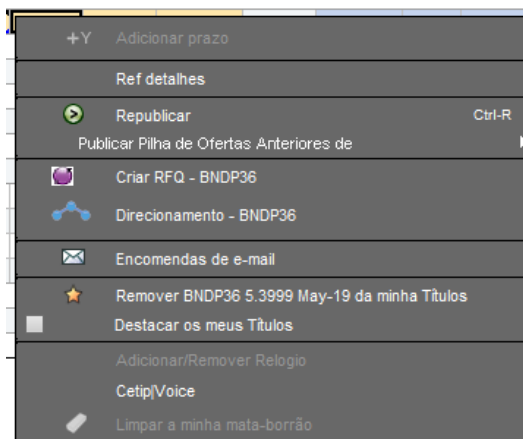 +Y Adicionar prazo
Ref detalhes
Republicar Ctrl-R
Publicar Pilha de Ofertas Anteriores de
Criar RFQ - BNDP36
Direcionamento - BNDP36
Encomendas de e-mail
Remover BNDP36 5.3999 May-19 da minha Títulos
Destacar os meus Títulos
Adicionar/Remover Relogio
Cetip|Voice
Limpar a minha mata-borrão